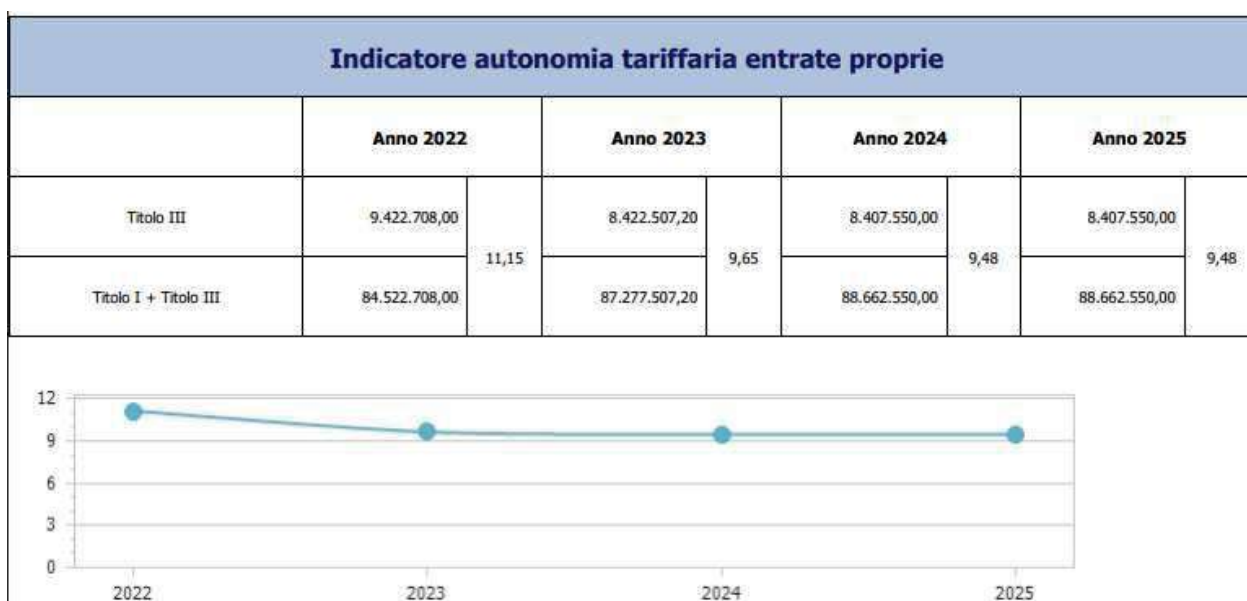 Indicatore autonomia tariffaria entrate proprie
Anno 2022 Anno 2023 Anno 2024 Anno 2025
Titolo III 9.422.708,00 8.422.507,20 8.407.550,00 8.407.550,00
11,15 9,65 9,48 9,48
Titolo I + Titolo III 84.522.708,00 87.277.507,20 88.662.550,00 88.662.550,00
12
9
6
3
0
2022 2023 2024 2025